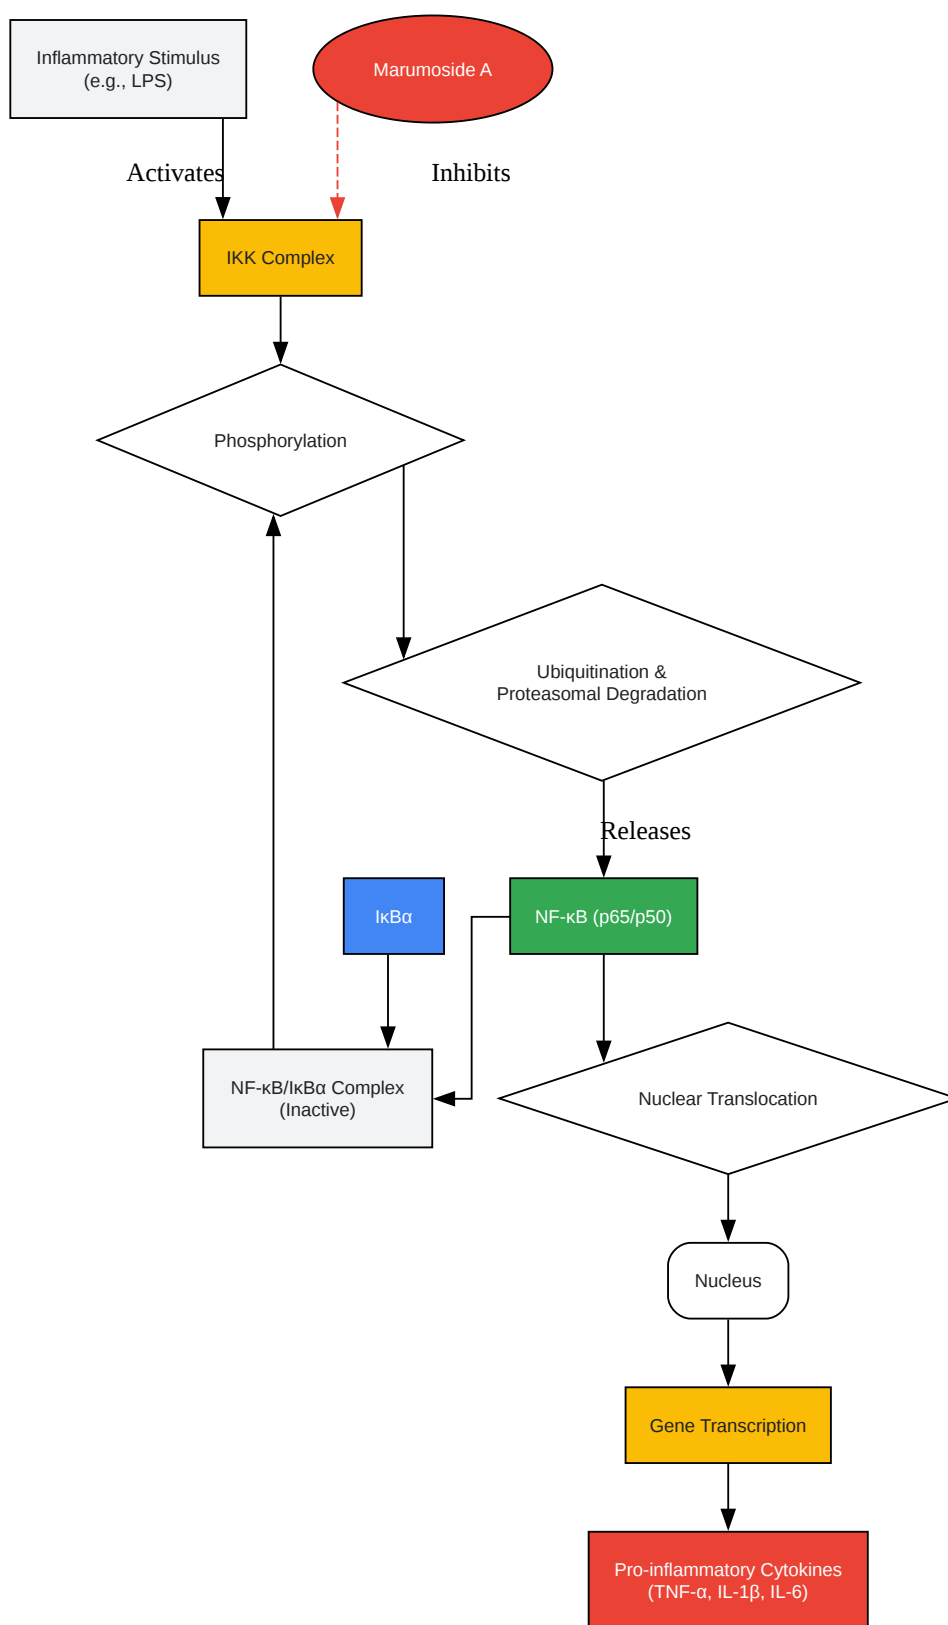 Inflammatory Stimulus
(e.g., LPS)
Marumoside A
Activates
Inhibits
IKK Complex
Phosphorylation
Ubiquitination &
Proteasomal Degradation
Releases
IκBα
NF-κB (p65/p50)
NF-κB/IκBα Complex
(Inactive)
Nuclear Translocation
Nucleus
Gene Transcription
Pro-inflammatory Cytokines
(TNF-α, IL-1β, IL-6)